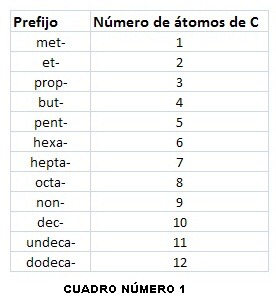 Prefijo Número de átomos de C
met- 1
et- 2
prop- 3
but- 4
pent- 5
hexa- 6
hepta- 7
octa- 8
non- 9
dec- 10
undeca- 11
dodeca- 12
CUADRO NÚMERO 1